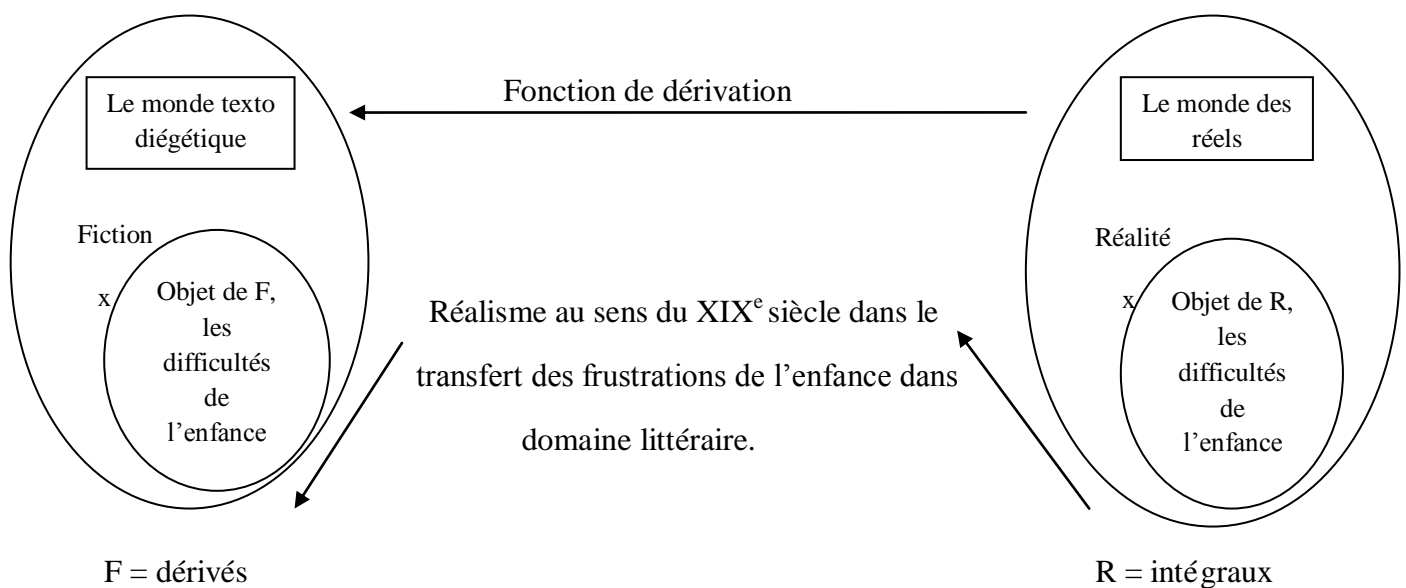 Le monde texto
diégétique
Fonction de dérivation
Le monde des
réels
Fiction
x
Objet de F,
les
difficultés
de
l'enfance
Réalisme au sens du XIXe siècle dans le
transfert des frustrations de l'enfance dans
domaine littéraire.
Réalité
x
Objet de R,
les
difficultés
de
l'enfance
F = dérivés
R = intégraux